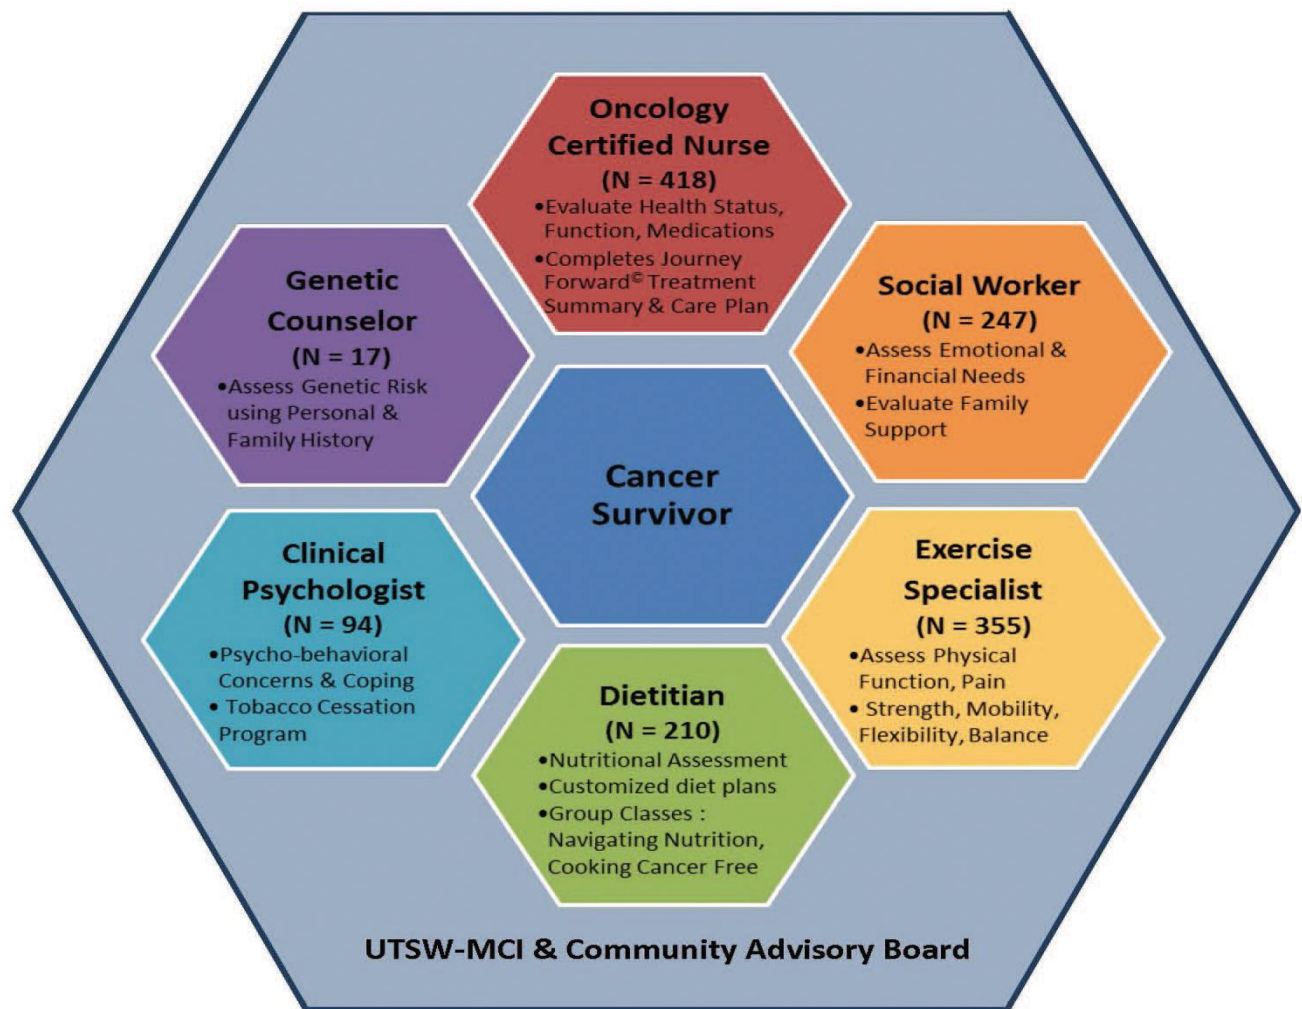 Oncology
Certified Nurse
(N = 418)
•Evaluate Health Status,
Function, Medications
•Completes Journey
Forward© Treatment
Summary & Care Plan
Genetic
Counselor
(N = 17)
•Assess Genetic Risk
using Personal &
Family History
Social Worker
(N = 247)
•Assess Emotional &
Financial Needs
•Evaluate Family
Support
Cancer
Survivor
Clinical
Psychologist
(N = 94)
•Psycho-behavioral
Concerns & Coping
• Tobacco Cessation
Program
Exercise
Specialist
(N = 355)
•Assess Physical
Function, Pain
• Strength, Mobility,
Flexibility, Balance
Dietitian
(N = 210)
•Nutritional Assessment
•Customized diet plans
•Group Classes :
Navigating Nutrition,
Cooking Cancer Free
UTSW-MCI & Community Advisory Board